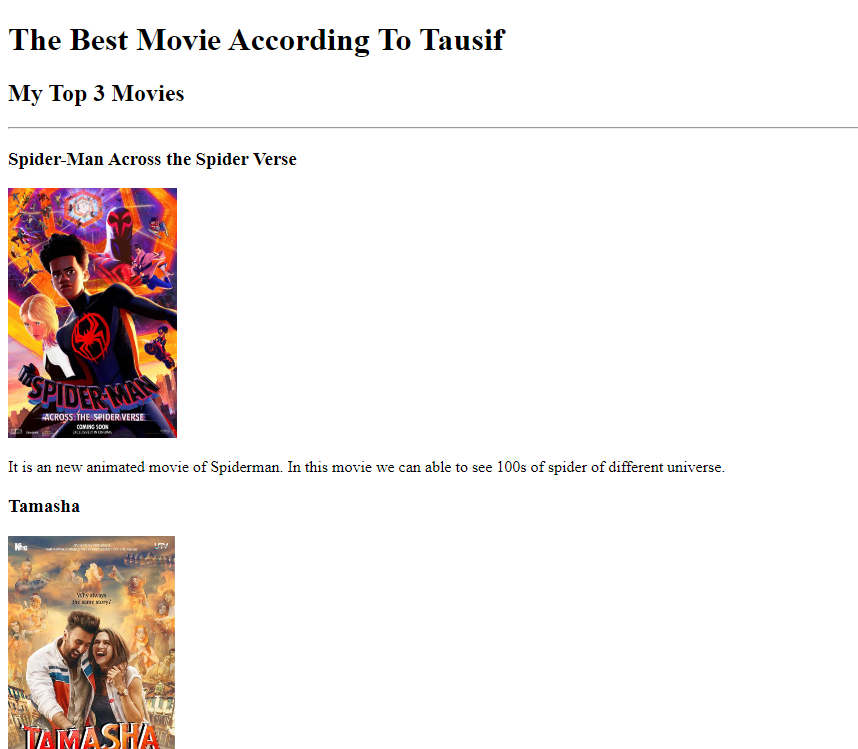 The Best Movie According To Tausif
My Top 3 Movies
Spider-Man Across the Spider Verse
THE
SPIDER-MAN
ACROSS THE SPIDER-VERSE
COMING SOON
It is an new animated movie of Spiderman. In this movie we can able to see 100s of spider of different universe.
Tamasha
UTV
Why always
the same story?
TAMASHA